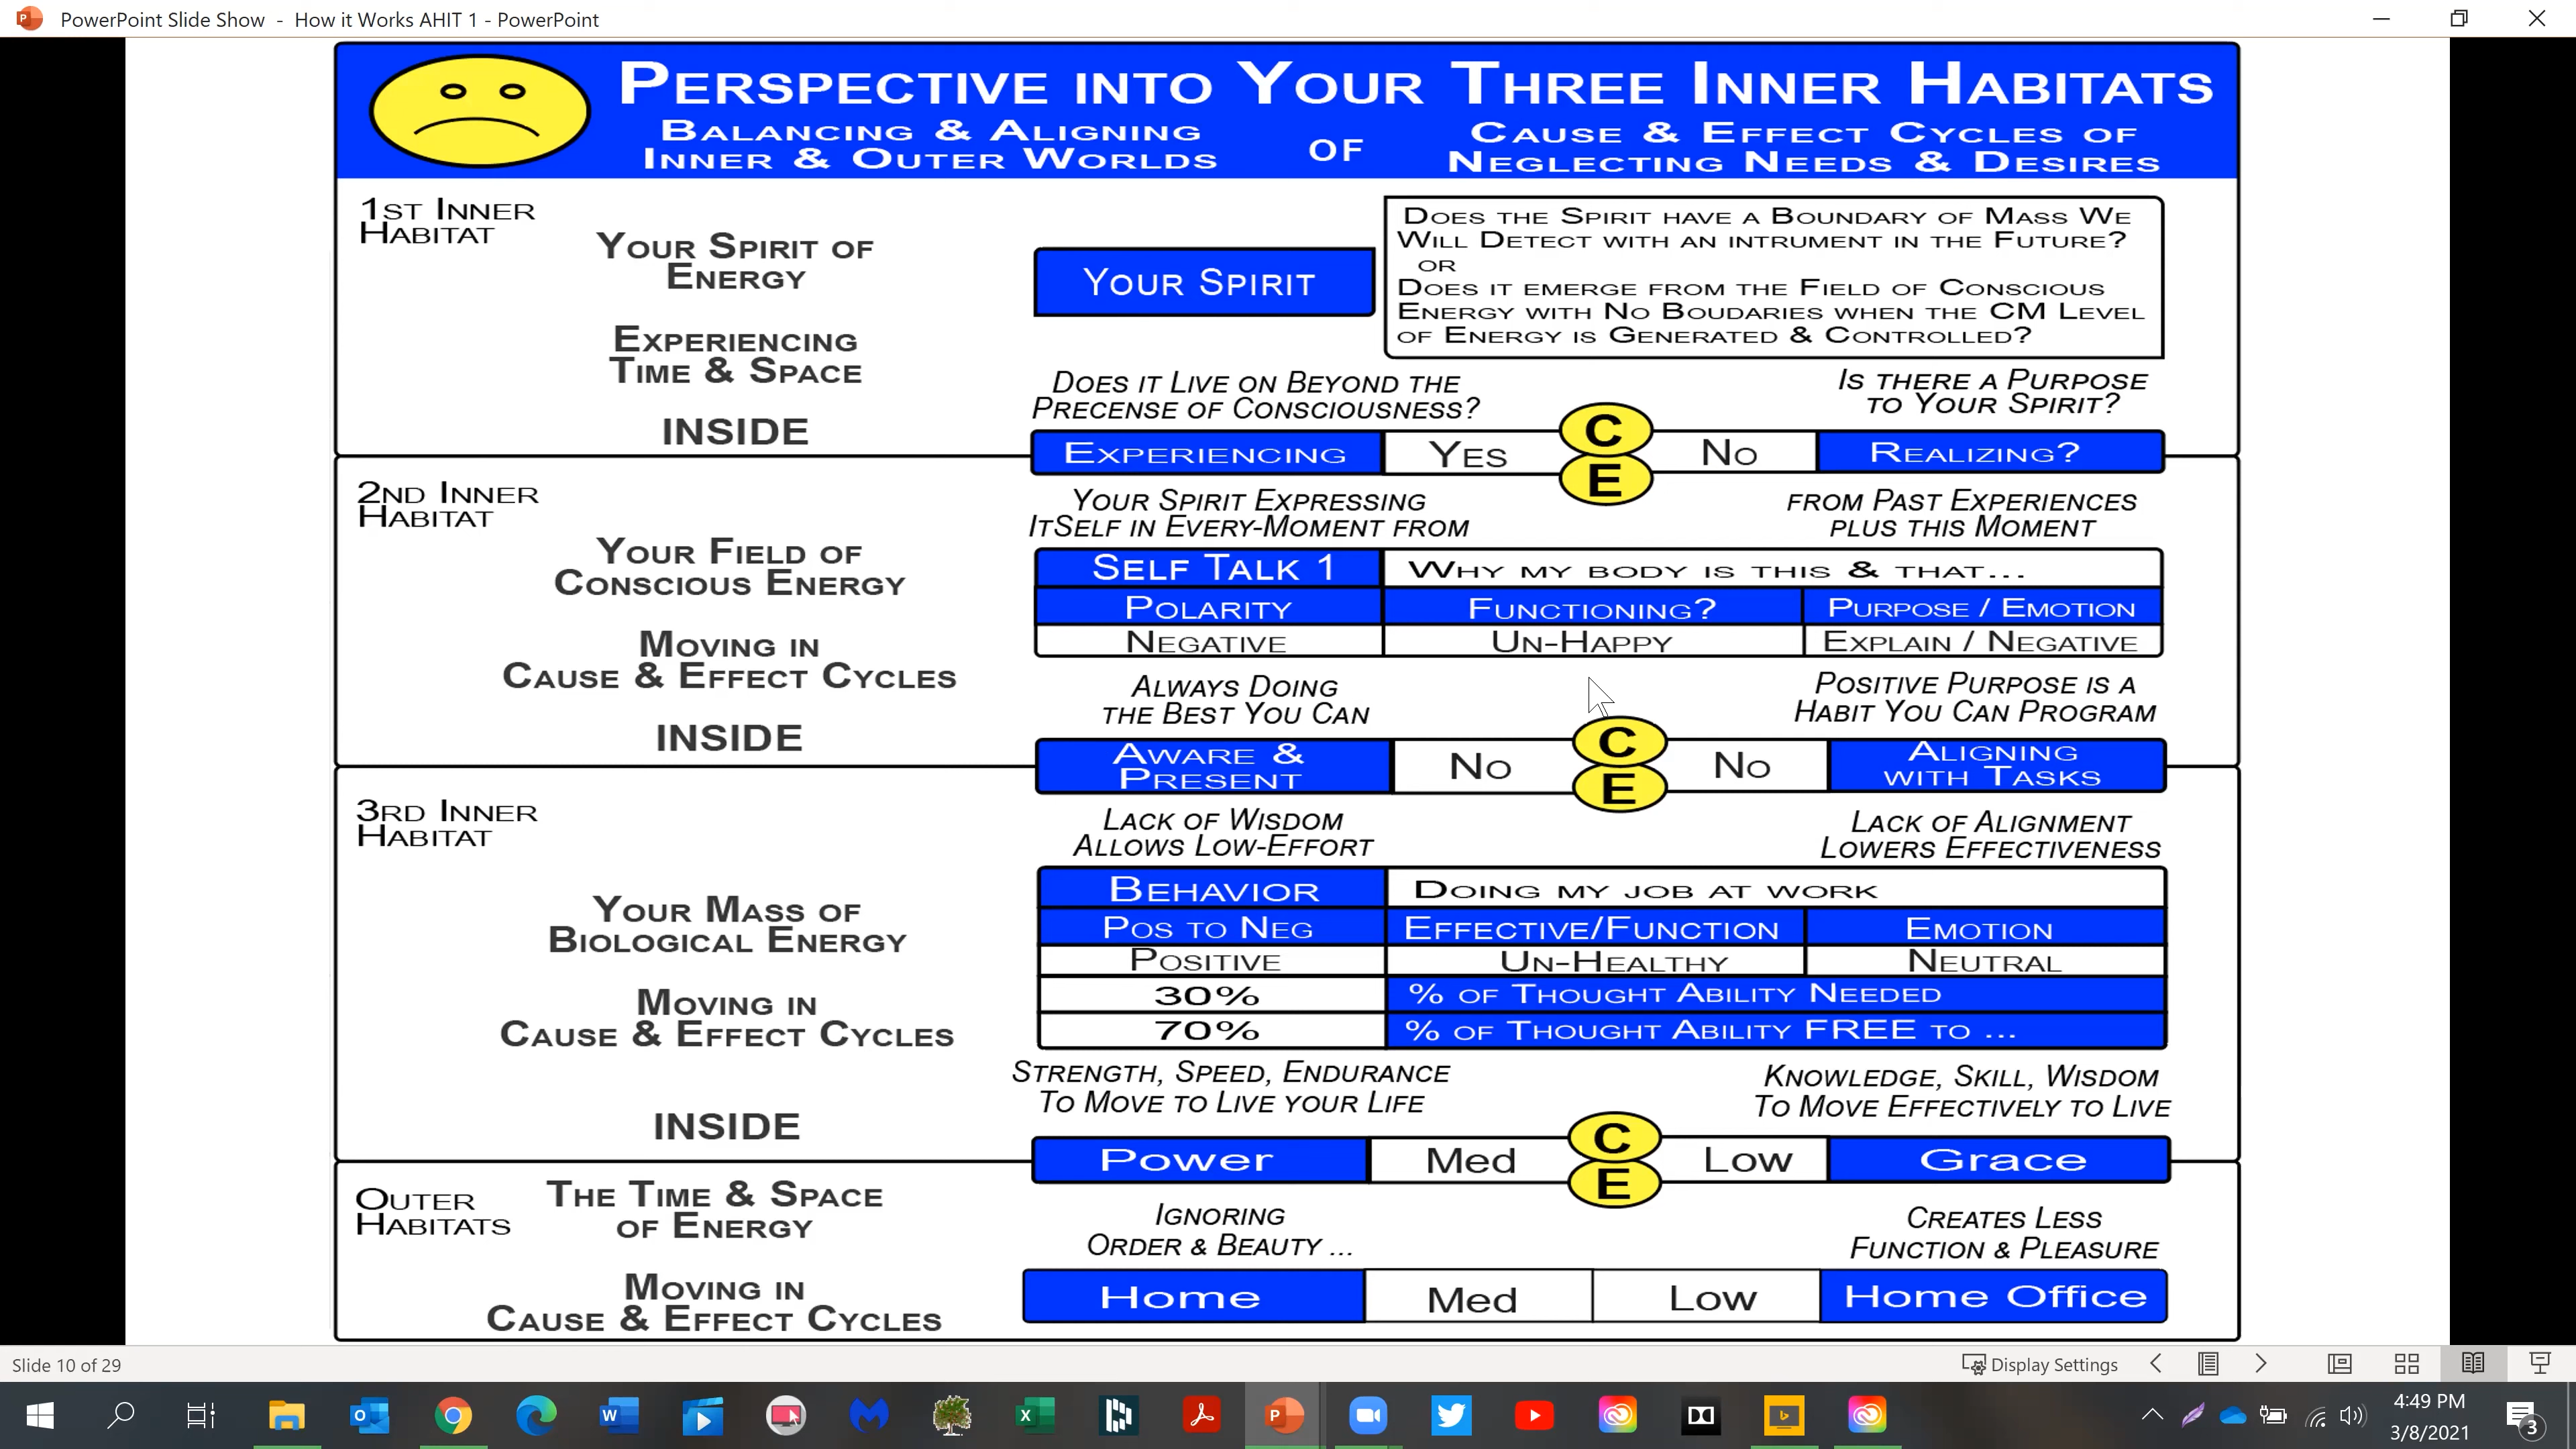 PowerPoint Slide Show - How it Works AHIT 1 - PowerPoint
PERSPECTIVE INTO YOUR THREE INNER HABITATS
BALANCING & ALIGNING
INNER & OUTER WORLDS
OF
CAUSE & EFFECT CYCLES OF
NEGLECTING NEEDS & DESIRES
1ST INNER
HABITAT
YOUR SPIRIT OF
ENERGY
EXPERIENCING
TIME & SPACE
INSIDE
YOUR SPIRIT
DOES THE SPIRIT HAVE A BOUNDARY OF MASS WE
WILL DETECT WITH AN INTRUMENT IN THE FUTURE?
OR
DOES IT EMERGE FROM THE FIELD OF CONSCIOUS
ENERGY WITH NO BOUDARIES WHEN THE CM LEVEL
OF ENERGY IS GENERATED & CONTROLLED?
DOES IT LIVE ON BEYOND THE
PRECENSE OF CONSCIOUSNESS?
IS THERE A PURPOSE
TO YOUR SPIRIT?
EXPERIENCING YES C E NO REALIZING?
2ND INNER
HABITAT
YOUR FIELD OF
CONSCIOUS ENERGY
MOVING IN
CAUSE & EFFECT CYCLES
INSIDE
YOUR SPIRIT EXPRESSING
ITSELF IN EVERY-MOMENT FROM
FROM PAST EXPERIENCES
PLUS THIS MOMENT
SELF TALK 1 WHY MY BODY IS THIS & THAT...
POLARITY FUNCTIONING? PURPOSE / EMOTION
NEGATIVE UN-HAPPY EXPLAIN / NEGATIVE
ALWAYS DOING
THE BEST YOU CAN
POSITIVE PURPOSE IS A
HABIT YOU CAN PROGRAM
AWARE &
PRESENT
NO C E NO
ALIGNING
WITH TASKS
3RD INNER
HABITAT
YOUR MASS OF
BIOLOGICAL ENERGY
MOVING IN
CAUSE & EFFECT CYCLES
INSIDE
LACK OF WISDOM
ALLOWS LOW-EFFORT
LACK OF ALIGNMENT
LOWERS EFFECTIVENESS
BEHAVIOR DOING MY JOB AT WORK
POS TO NEG EFFECTIVE/FUNCTION EMOTION
POSITIVE UN-HEALTHY NEUTRAL
30% % OF THOUGHT ABILITY NEEDED
70% % OF THOUGHT ABILITY FREE TO ...
STRENGTH, SPEED, ENDURANCE
TO MOVE TO LIVE YOUR LIFE
KNOWLEDGE, SKILL, WISDOM
TO MOVE EFFECTIVELY TO LIVE
Power Med C E Low Grace
OUTER
HABITATS
THE TIME & SPACE
OF ENERGY
MOVING IN
CAUSE & EFFECT CYCLES
IGNORING
ORDER & BEAUTY ...
CREATES LESS
FUNCTION & PLEASURE
Home Med Low Home Office
Slide 10 of 29
Display Settings
4:49 PM
3/8/2021
3